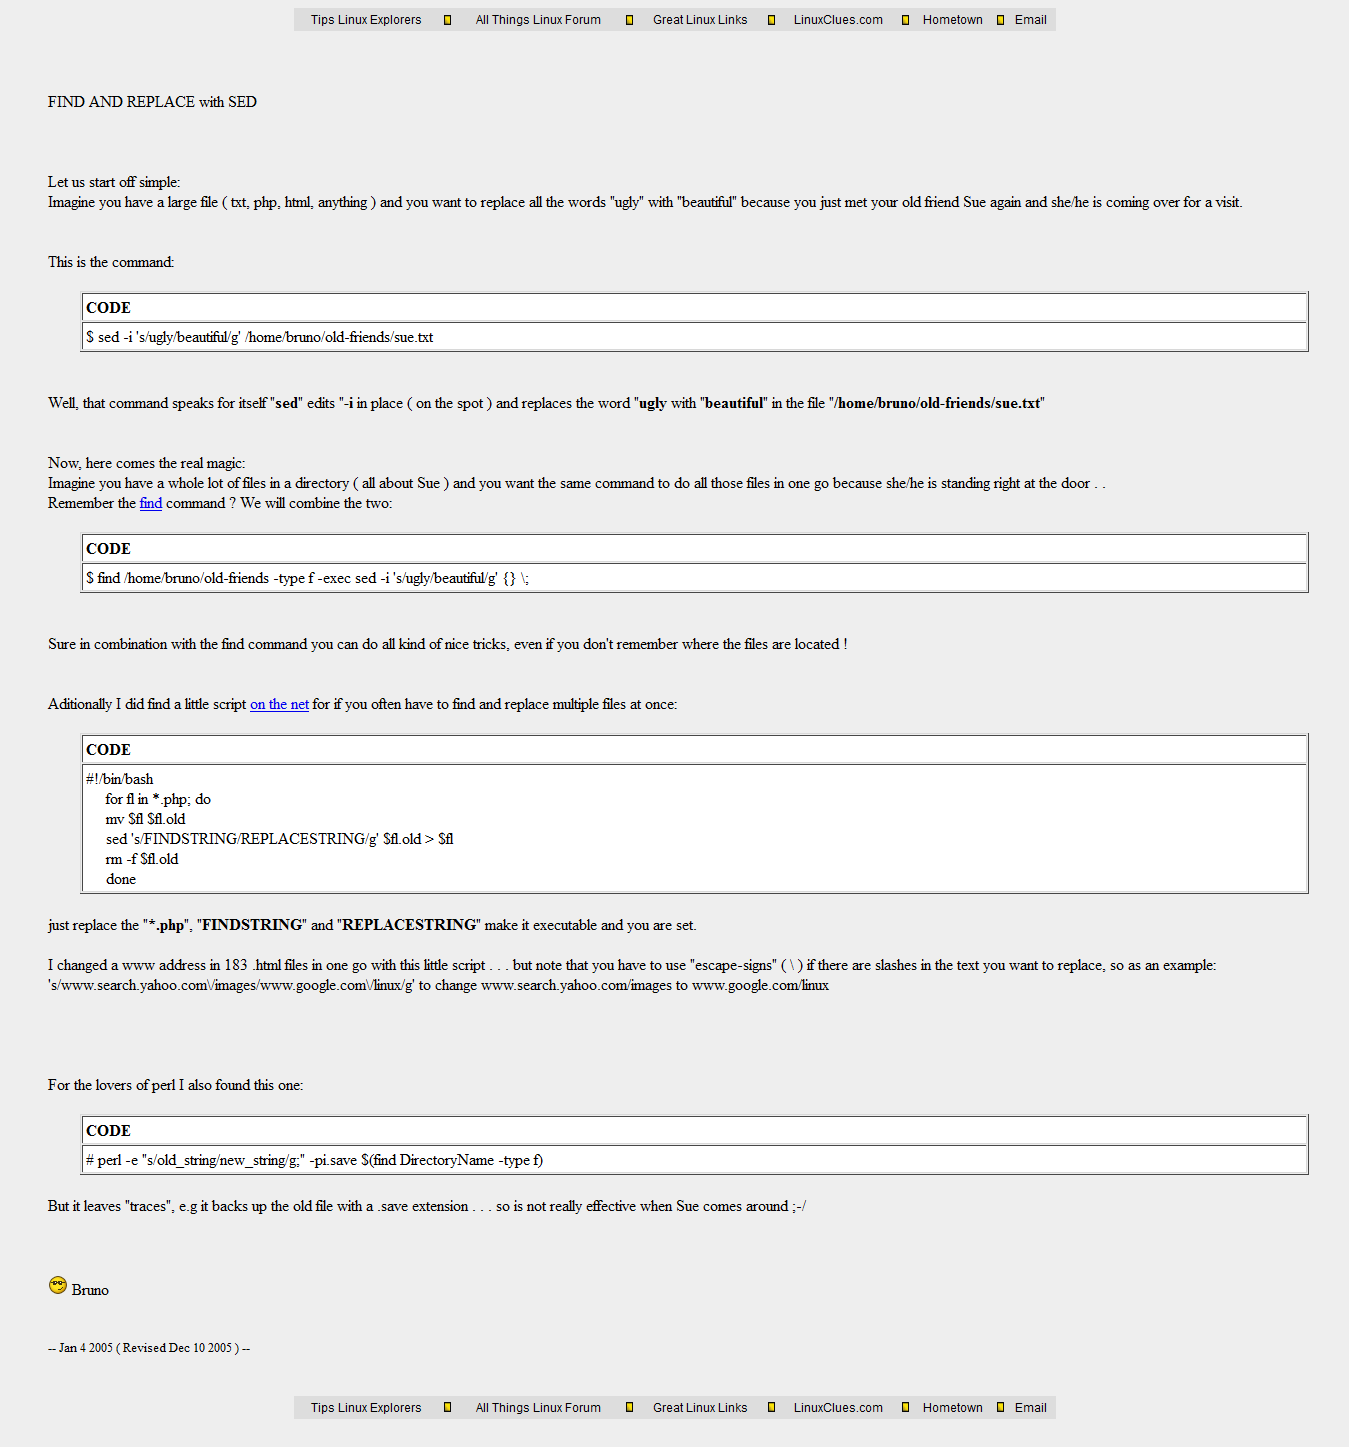 Tips Linux Explorers All Things Linux Forum Great Linux Links LinuxClues.com Hometown Email
FIND AND REPLACE with SED
Let us start off simple:
Imagine you have a large file ( txt, php, html, anything ) and you want to replace all the words "ugly" with "beautiful" because you just met your old friend Sue again and she/he is coming over for a visit.
This is the command:
CODE
$ sed -i 's/ugly/beautiful/g' /home/bruno/old-friends/sue.txt
Well, that command speaks for itself "sed" edits "-i in place ( on the spot ) and replaces the word "ugly with "beautiful" in the file "/home/bruno/old-friends/sue.txt"
Now, here comes the real magic:
Imagine you have a whole lot of files in a directory ( all about Sue ) and you want the same command to do all those files in one go because she/he is standing right at the door . .
Remember the find command ? We will combine the two:
CODE
$ find /home/bruno/old-friends -type f -exec sed -i 's/ugly/beautiful/g' {} \;
Sure in combination with the find command you can do all kind of nice tricks, even if you don't remember where the files are located !
Aditionally I did find a little script on the net for if you often have to find and replace multiple files at once:
CODE
#!/bin/bash
for fl in *.php; do
mv $fl $fl.old
sed 's/FINDSTRING/REPLACESTRING/g' $fl.old > $fl
rm -f $fl.old
done
just replace the "*.php", "FINDSTRING" and "REPLACESTRING" make it executable and you are set.
I changed a www address in 183 .html files in one go with this little script . . . but note that you have to use "escape-signs" ( \ ) if there are slashes in the text you want to replace, so as an example:
's/www.search.yahoo.com\/images/www.google.com\/linux/g' to change www.search.yahoo.com/images to www.google.com/linux
For the lovers of perl I also found this one:
CODE
# perl -e "s/old_string/new_string/g;" -pi.save $(find DirectoryName -type f)
But it leaves "traces", e.g it backs up the old file with a .save extension . . . so is not really effective when Sue comes around ;-/
Bruno
-- Jan 4 2005 ( Revised Dec 10 2005 ) --
Tips Linux Explorers All Things Linux Forum Great Linux Links LinuxClues.com Hometown Email